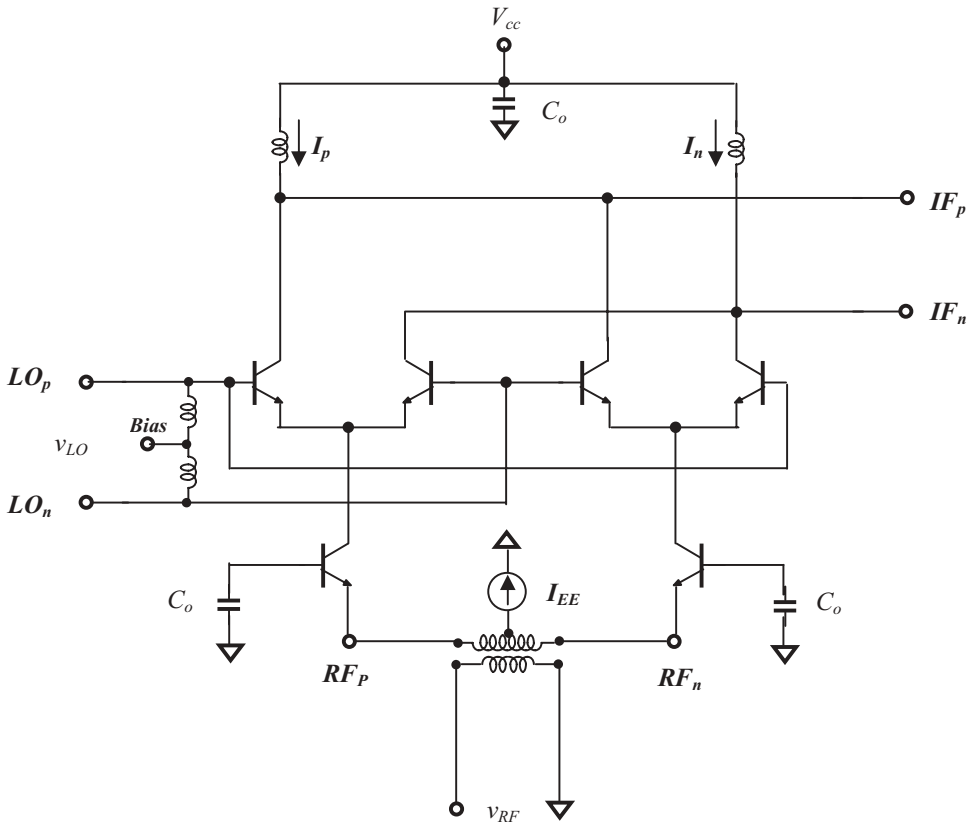 Vcc
Co
Ip
In
IFp
IFn
LOp
Bias
vLO
LOn
Co
IEE
Co
RFP
RFn
vRF